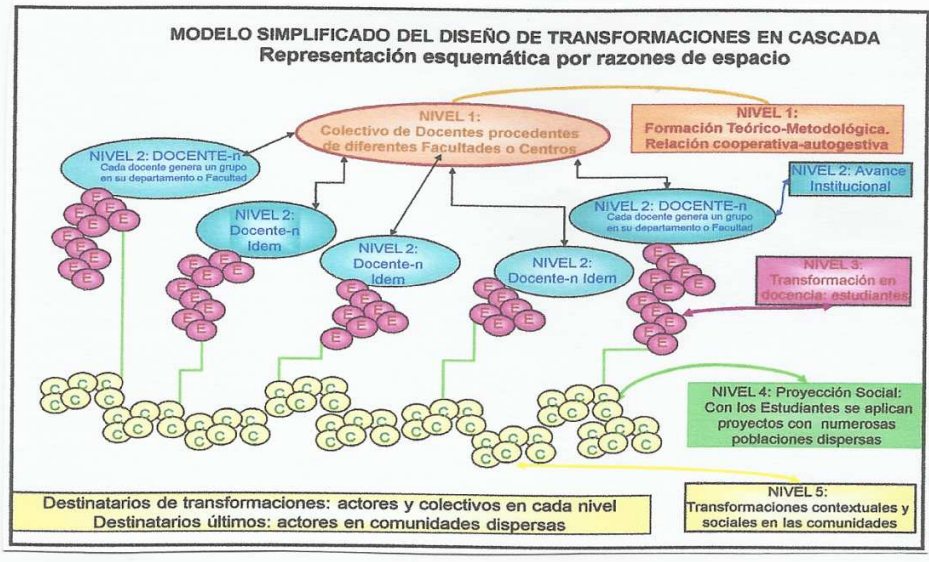 MODELO SIMPLIFICADO DEL DISEÑO DE TRANSFORMACIONES EN CASCADA
Representación esquemática por razones de espacio
NIVEL 1:
Colectivo de Docentes procedentes
de diferentes Facultades o Centros
NIVEL 1:
Formación Teórico-Metodológica.
Relación cooperativa-autogestiva
NIVEL 2: DOCENTE-n
Cada docente genera un grupo
en su departamento o Facultad
NIVEL 2:
Docente-n
Idem
NIVEL 2:
Docente-n
Idem
NIVEL 2:
Docente-n Idem
NIVEL 2: DOCENTE-n
Cada docente genera un grupo
en su departamento o Facultad
NIVEL 2: Avance
Institucional
E E E E E E E E E E
E E E E E E E E E
E E E E E E E
E E E E E E
E E E E E E E E E E
NIVEL 3:
Transformación en
docencia: estudiantes
C C C C C C
C C C C C C
C C C C C C
C C C C C C
C C C C C C
C C C C C C
C C C C C C
C C C C C C
C C C C C C
NIVEL 4: Proyección Social:
Con los Estudiantes se aplican
proyectos con numerosas
poblaciones dispersas
NIVEL 5:
Transformaciones contextuales y
sociales en las comunidades
Destinatarios de transformaciones: actores y colectivos en cada nivel
Destinatarios últimos: actores en comunidades dispersas